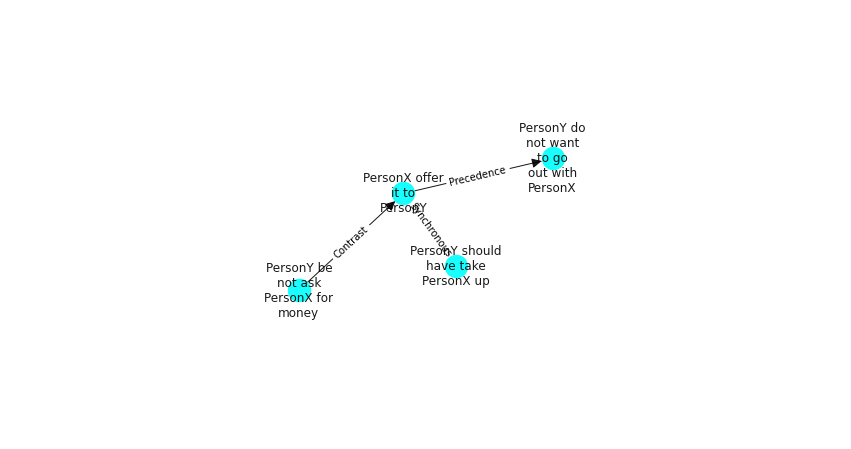 PersonY do
not want
to go
out with
PersonX
Precedence
PersonX offer
it to
PersonY
Synchronous
Contrast
PersonY should
have take
PersonX up
PersonY be
not ask
PersonX for
money